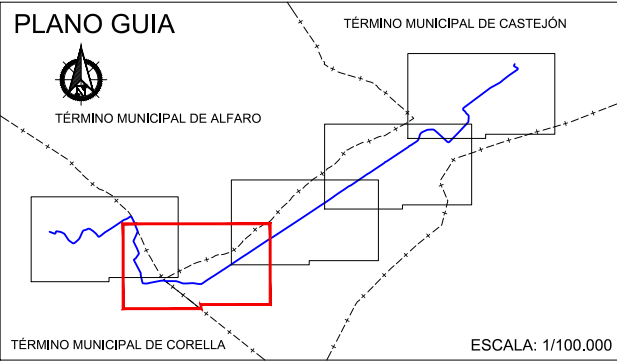 PLANO GUIA
TÉRMINO MUNICIPAL DE CASTEJÓN
TÉRMINO MUNICIPAL DE ALFARO
TÉRMINO MUNICIPAL DE CORELLA
ESCALA: 1/100.000